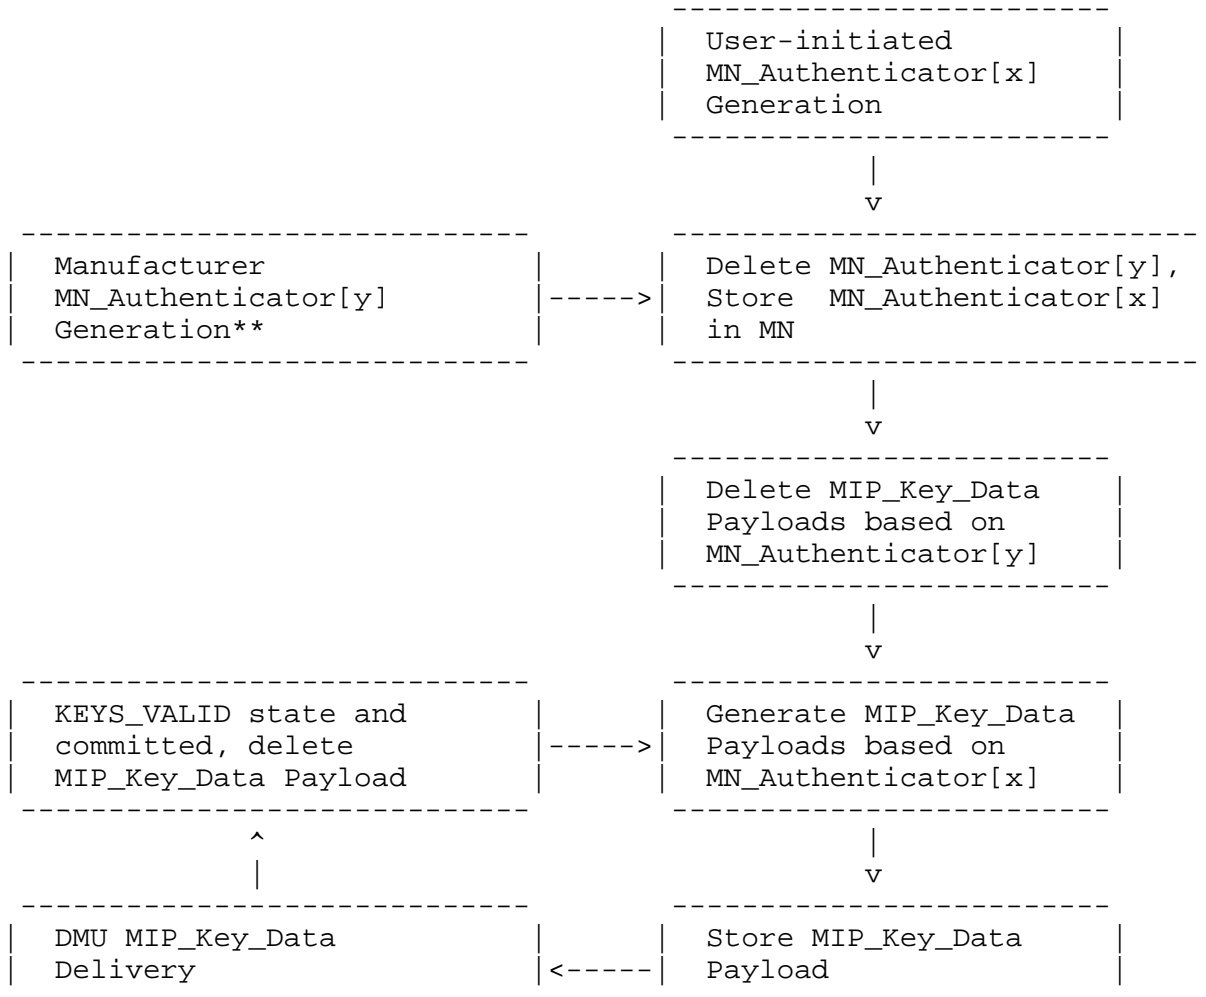 User-initiated
MN_Authenticator[x]
Generation
Manufacturer
MN_Authenticator[y]
Generation**
Delete MN_Authenticator[y],
Store  MN_Authenticator[x]
in MN
Delete MIP_Key_Data
Payloads based on
MN_Authenticator[y]
KEYS_VALID state and
committed, delete
MIP_Key_Data Payload
Generate MIP_Key_Data
Payloads based on
MN_Authenticator[x]
DMU MIP_Key_Data
Delivery
Store MIP_Key_Data
Payload